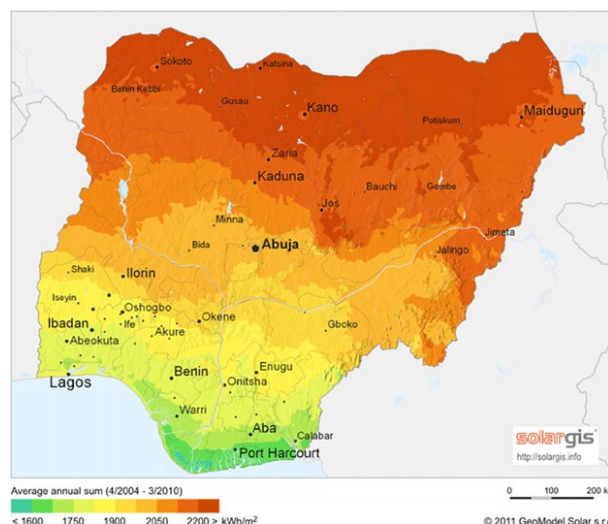 Sokoto
Katsina
Birnin Kebbi
Gusau
Kano
Potiskum
Maiduguri
Zaria
Kaduna
Jos
Bauchi
Gombe
Minna
Abuja
Bida
Jalingo
Jimeta
Shaki
Ilorin
Iseyin
Oshogbo
Ibadan
Ife
Okene
Akure
Gboko
Abeokuta
Lagos
Benin
Enugu
Onitsha
Warri
Aba
Calabar
Port Harcourt
solargis
http://solargis.info
Average annual sum (4/2004 - 3/2010)
< 1600 1750 1900 2050 2200 > kWh/m²
0 100 200 k
© 2011 GeoModel Solar s.r.